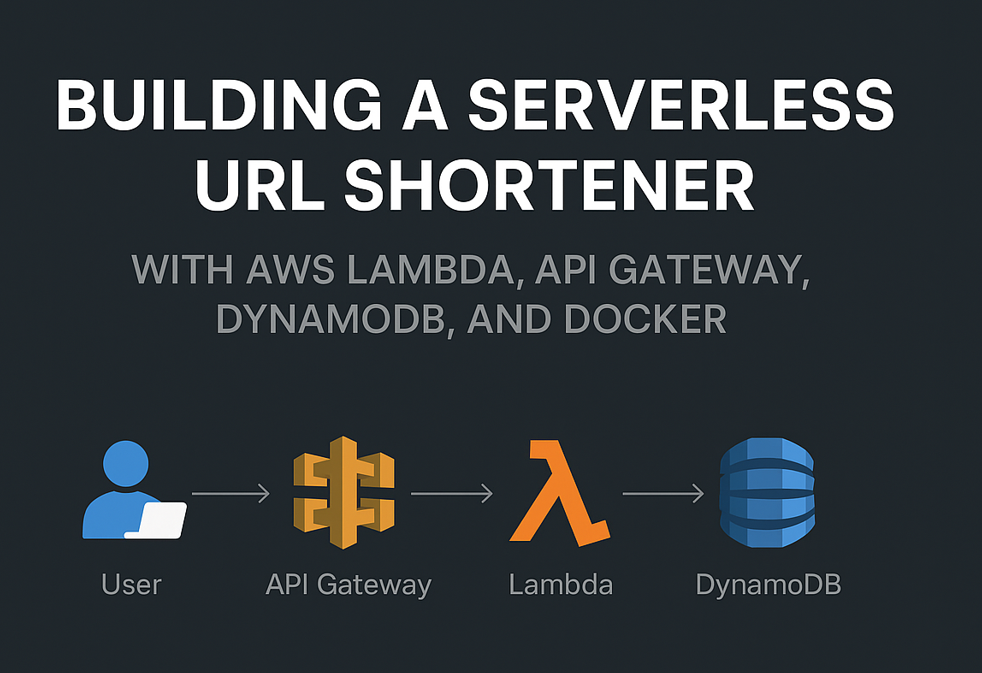 BUILDING A SERVERLESS
URL SHORTENER
WITH AWS LAMBDA, API GATEWAY,
DYNAMODB, AND DOCKER
User
API Gateway
Lambda
DynamoDB